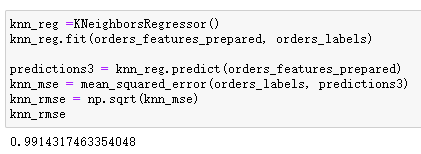 knn_reg =KNeighborsRegressor()
knn_reg.fit(orders_features_prepared, orders_labels)
predictions3 = knn_reg.predict(orders_features_prepared)
knn_mse = mean_squared_error(orders_labels, predictions3)
knn_rmse = np.sqrt(knn_mse)
knn_rmse
0.9914317463354048